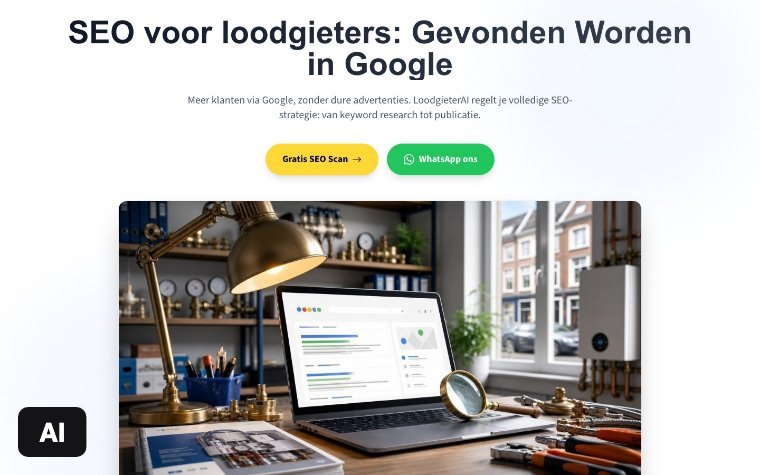 SEO voor loodgieters: Gevonden Worden
in Google
Meer klanten via Google, zonder dure advertenties. LoodgieterAI regelt je volledige SEO-
strategie: van keyword research tot publicatie.
Gratis SEO Scan →
WhatsApp ons
AI